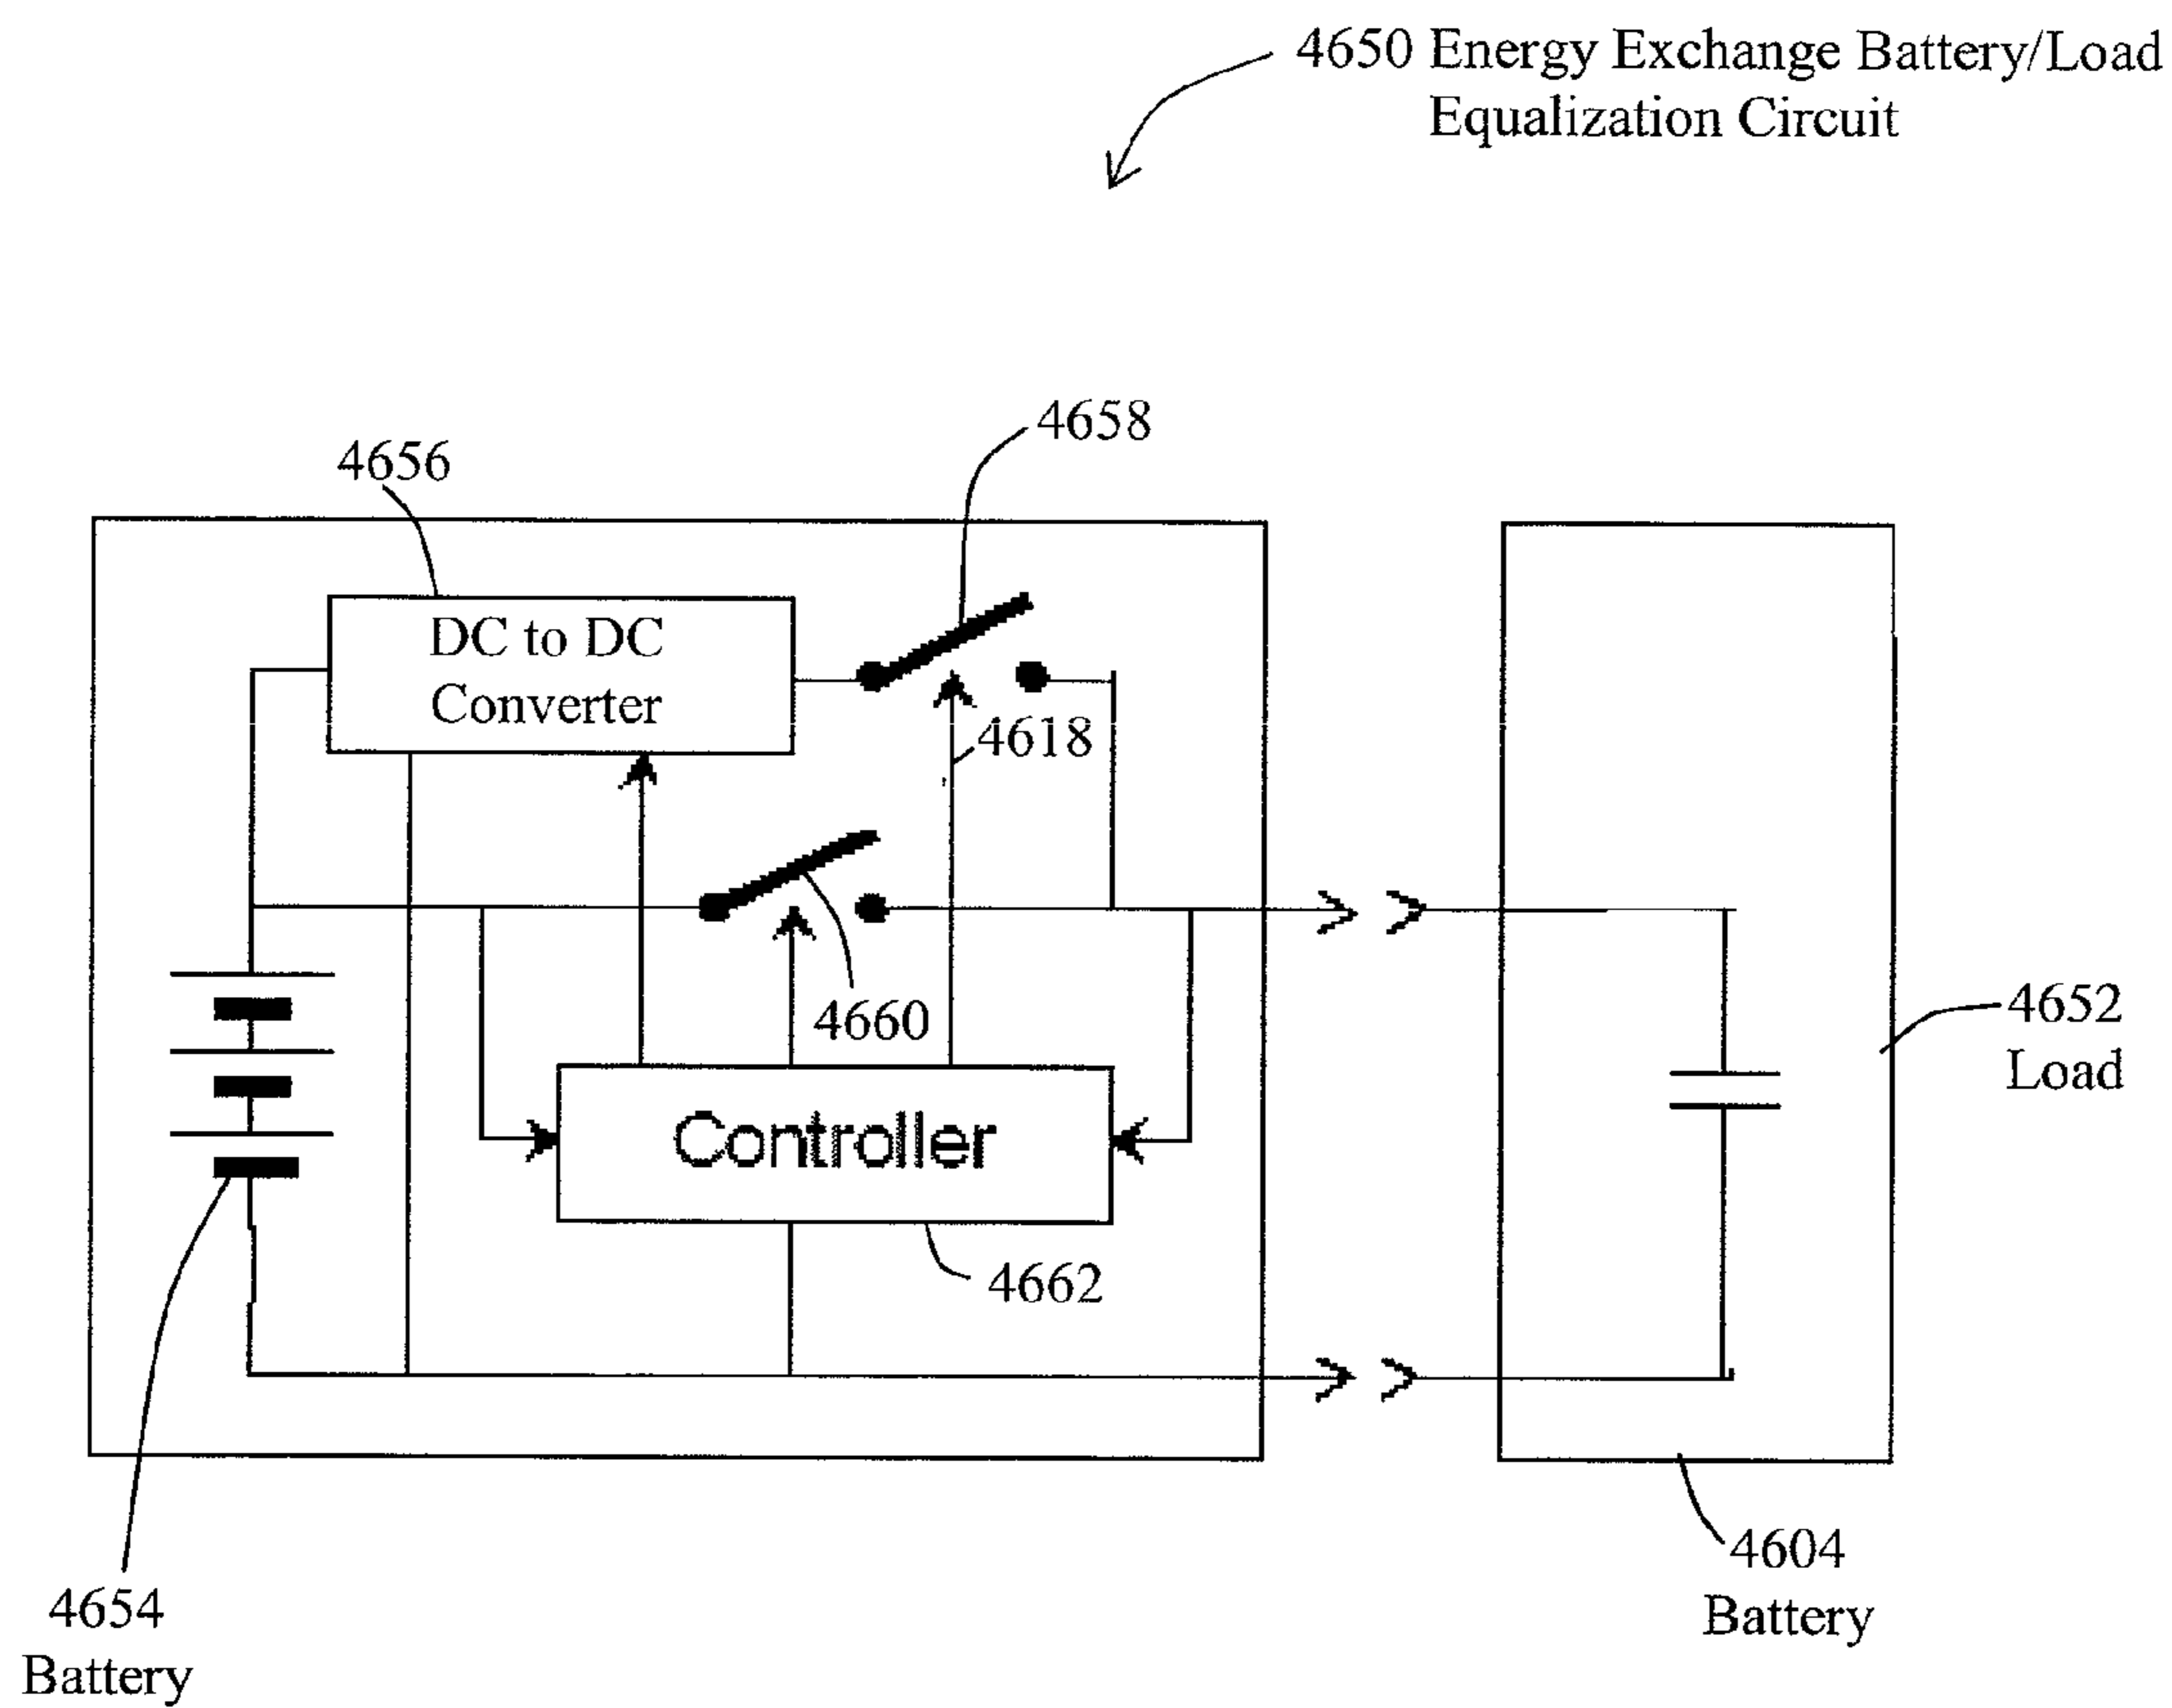 4650 Energy Exchange Battery/Load
Equalization Circuit
4658
4656
DC to DC
Converter
4618
4660
4652
Load
Controller
4662
4604
Battery
4654
Battery